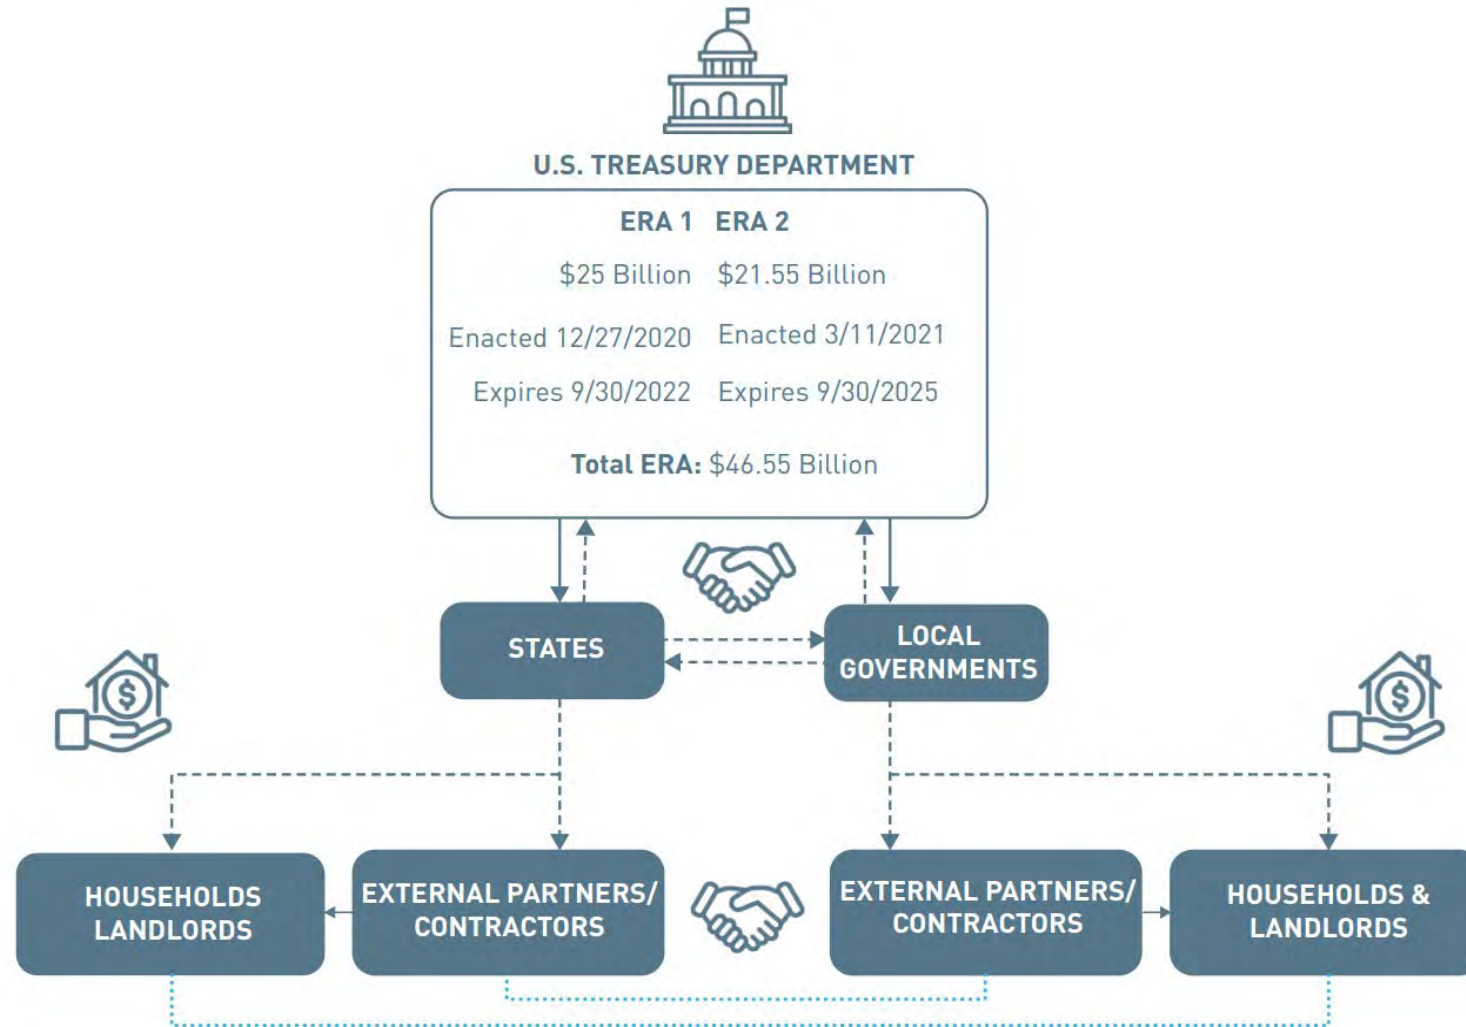 U.S. TREASURY DEPARTMENT
ERA 1 ERA 2
$25 Billion $21.55 Billion
Enacted 12/27/2020 Enacted 3/11/2021
Expires 9/30/2022 Expires 9/30/2025
Total ERA: $46.55 Billion
STATES
LOCAL
GOVERNMENTS
HOUSEHOLDS
LANDLORDS
EXTERNAL PARTNERS/
CONTRACTORS
EXTERNAL PARTNERS/
CONTRACTORS
HOUSEHOLDS &
LANDLORDS